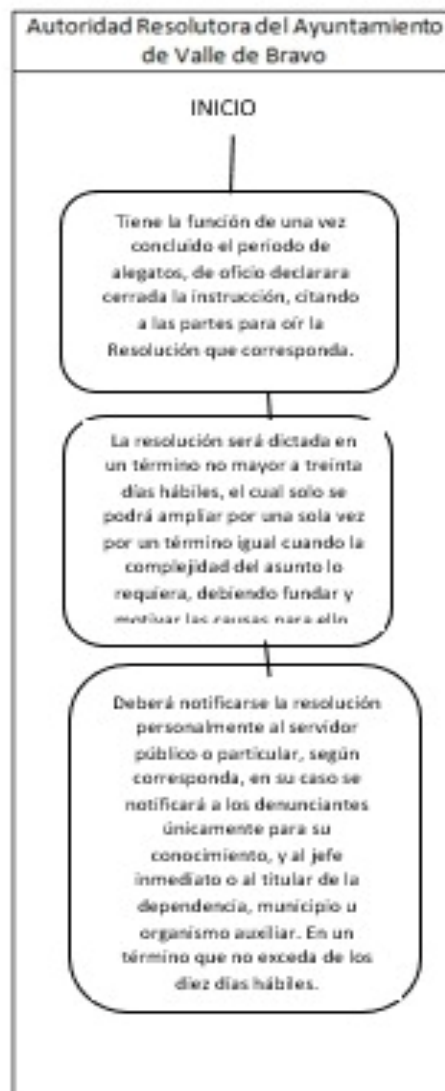 Autoridad Resolutora del Ayuntamiento
de Valle de Bravo
INICIO
Tiene la función de una vez
concluido el periodo de
alegatos, de oficio declarara
cerrada la instrucción, citando
a las partes para oír la
Resolución que corresponda.
La resolución será dictada en
un término no mayor a treinta
días hábiles, el cual solo se
podrá ampliar por una sola vez
por un término igual cuando la
complejidad del asunto lo
requiera, debiendo fundar y
motivar las causas para ello
Deberá notificarse la resolución
personalmente al servidor
público o particular, según
corresponda, en su caso se
notificará a los denunciantes
únicamente para su
conocimiento, y al jefe
inmediato o al titular de la
dependencia, municipio u
organismo auxiliar. En un
término que no exceda de los
diez días hábiles.